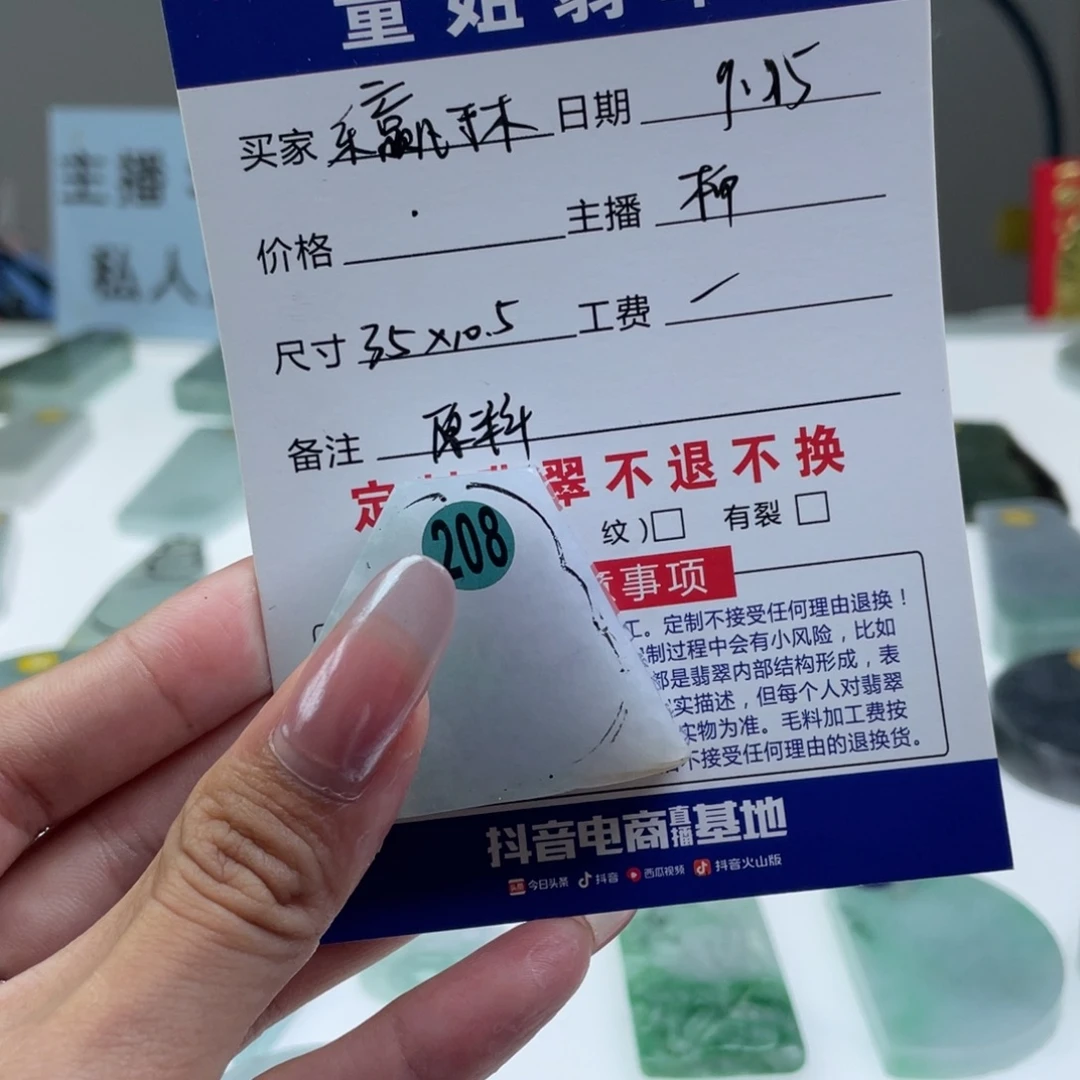 买家 日期 9.15
价格 主播 柳
尺寸 35×10.5 工费 /
备注 原料
翠不退不换
208
纹)□ 有裂□
事项
工。定制不接受任何理由退换！
制过程中会有小风险，比如
都是翡翠内部结构形成，表
实描述，但每个人对翡翠
实物为准。毛料加工费按
不接受任何理由的退换货。
抖音电商直播基地
头条 今日头条 抖音 西瓜视频 抖音火山版
主播
私人